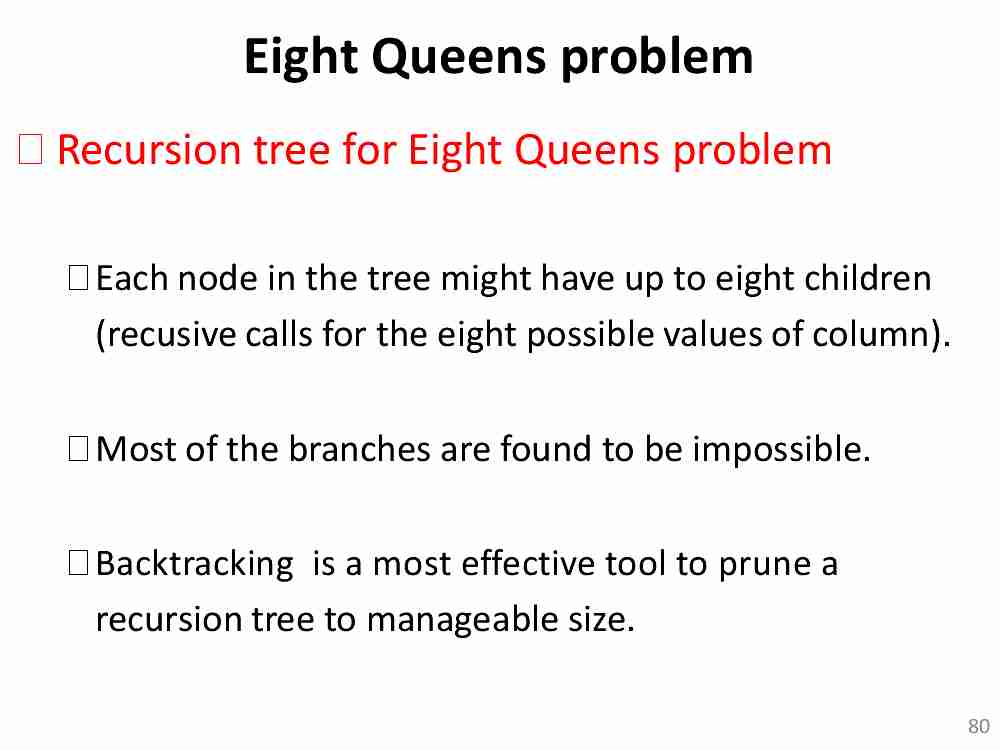 Eight Queens problem
Recursion tree for Eight Queens problem
Each node in the tree might have up to eight children
(recusive calls for the eight possible values of column).
Most of the branches are found to be impossible.
Backtracking is a most effective tool to prune a
recursion tree to manageable size.
80